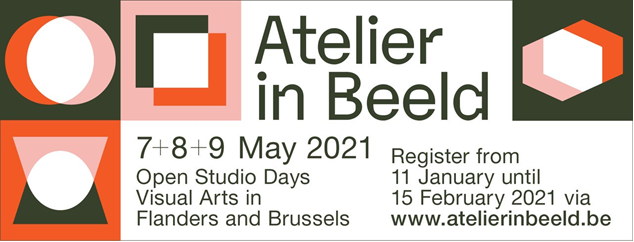 Atelier
in Beeld
7+8+9 May 2021
Open Studio Days
Visual Arts in
Flanders and Brussels
Register from
11 January until
15 February 2021 via
www.atelierinbeeld.be